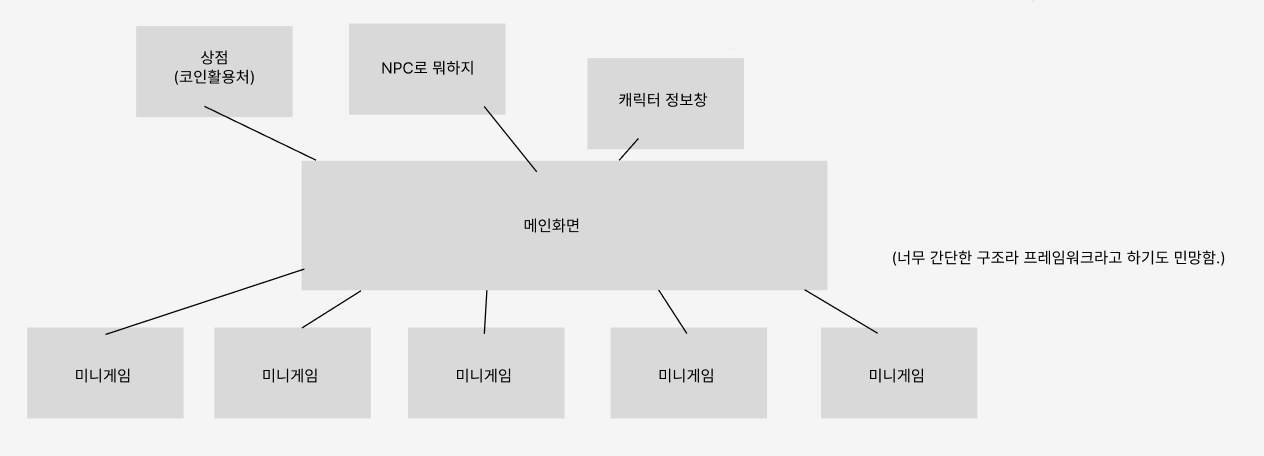 상점
(코인활용처)
NPC로 뭐하지
캐릭터 정보창
메인화면
(너무 간단한 구조라 프레임워크라고 하기도 민망함.)
미니게임
미니게임
미니게임
미니게임
미니게임